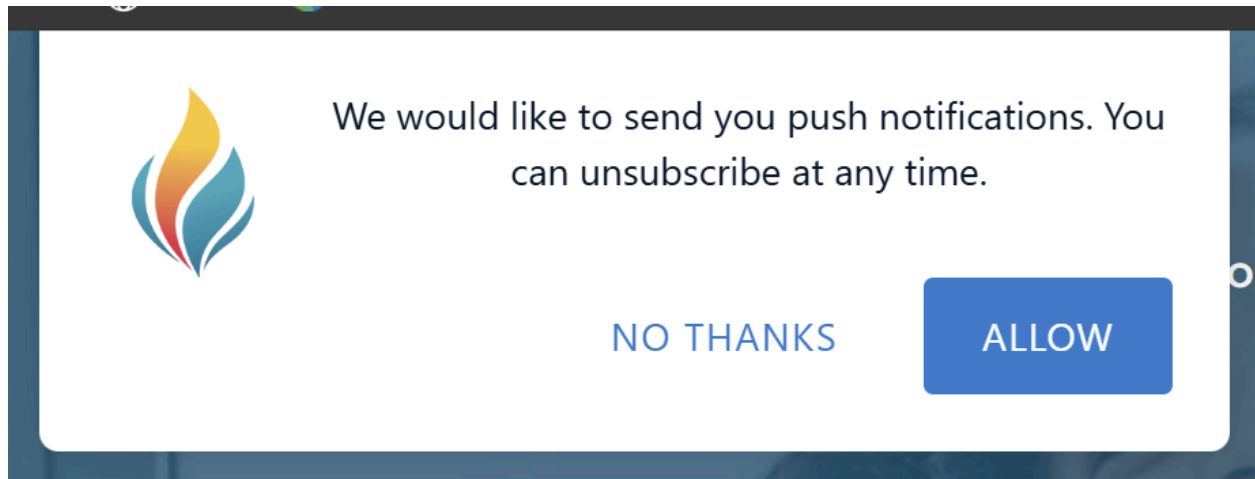 We would like to send you push notifications. You
can unsubscribe at any time.
NO THANKS
ALLOW